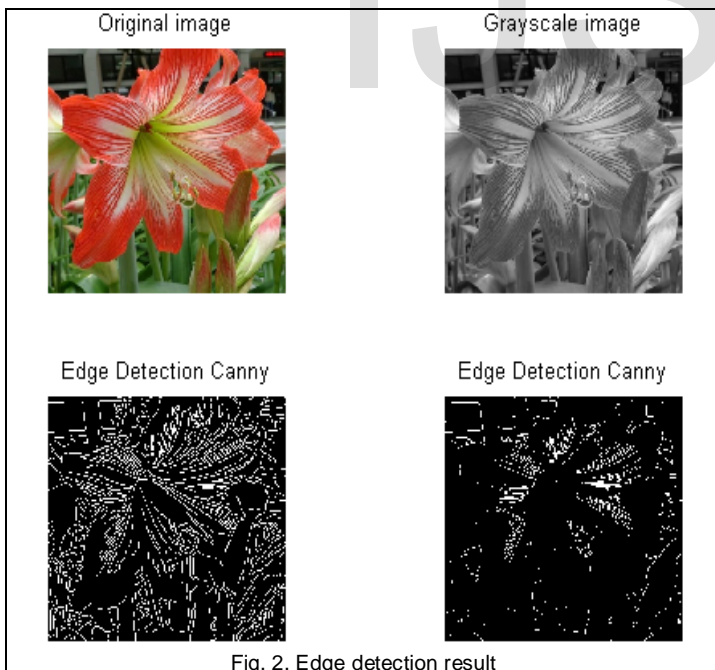 Original image
Grayscale image
Edge Detection Canny
Edge Detection Canny
Fig. 2. Edge detection result